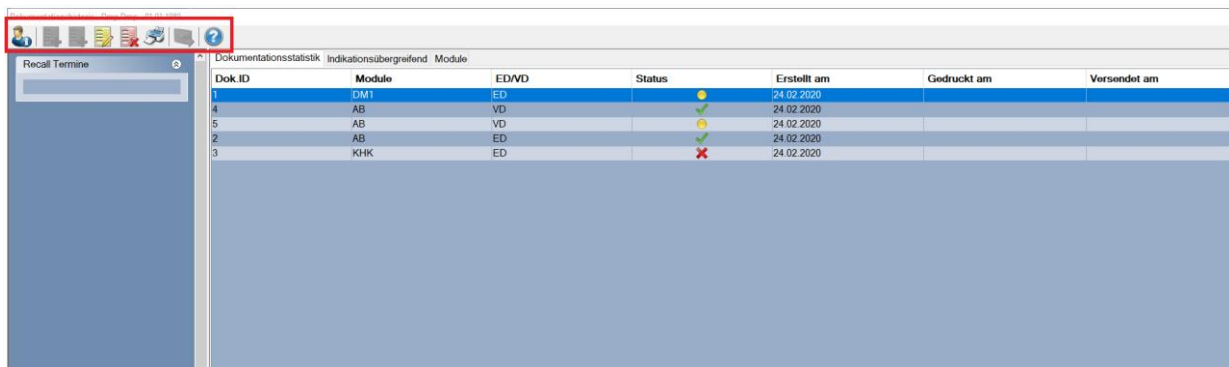 Recall Termine
Dokumentationsstatistik Indikationsübergreifend Module
Dok.ID Module ED/VD Status Erstellt am Gedruckt am Versendet am
1 DM1 ED 24.02.2020
4 AB VD 24.02.2020
5 AB VD 24.02.2020
2 AB ED 24.02.2020
3 KHK ED 24.02.2020